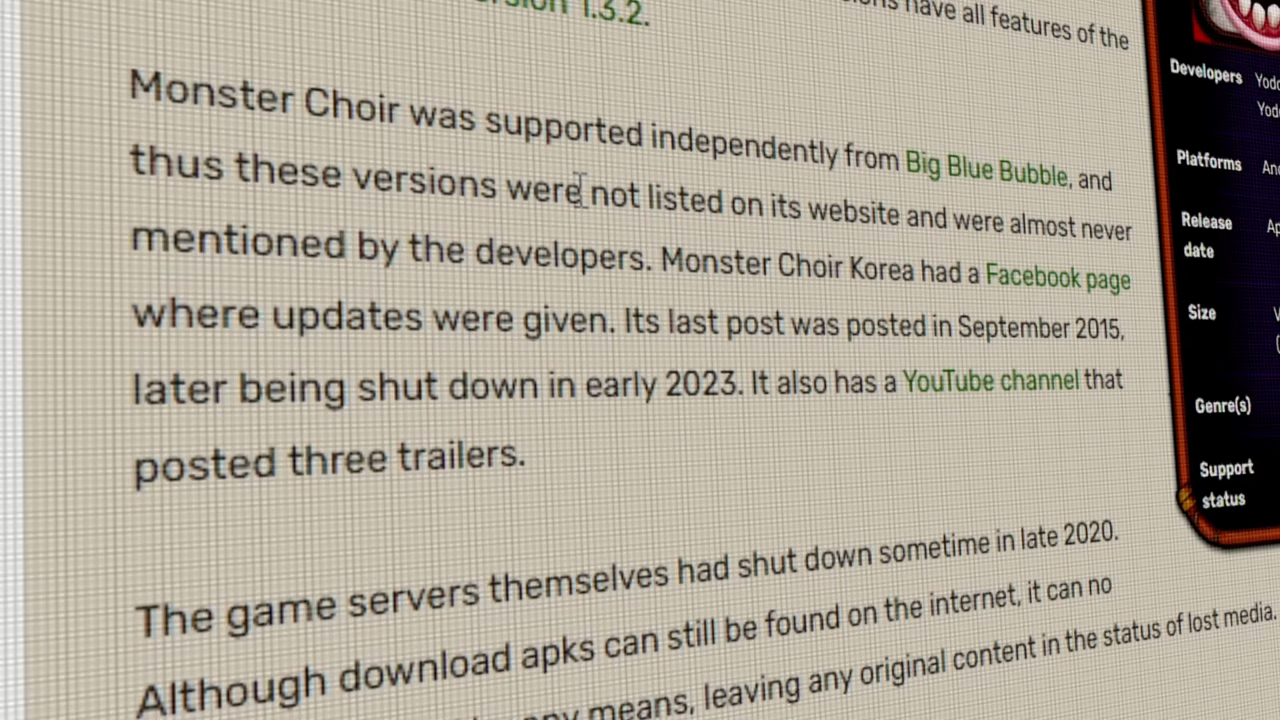 rsion 1.3.2.
have all features of the
Monster Choir was supported independently from Big Blue Bubble, and
thus these versions were not listed on its website and were almost never
mentioned by the developers. Monster Choir Korea had a Facebook page
where updates were given. Its last post was posted in September 2015,
later being shut down in early 2023. It also has a YouTube channel that
posted three trailers.
The game servers themselves had shut down sometime in late 2020.
Although download apks can still be found on the internet, it can no
any means, leaving any original content in the status of lost media.
Developers
Platforms
Release
date
Size
Genre(s)
Support
status